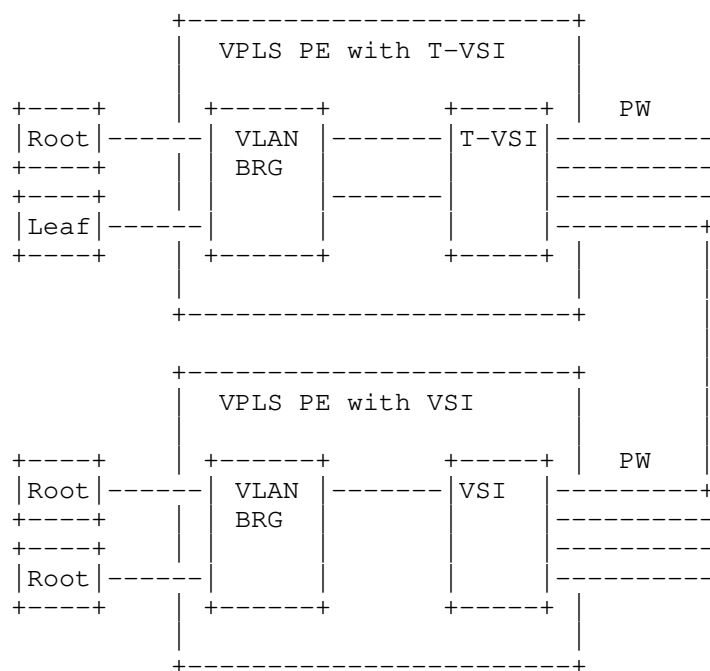 VPLS PE with T-VSI
PW
Root VLAN T-VSI
BRG
Leaf
VPLS PE with VSI
PW
Root VLAN VSI
BRG
Root